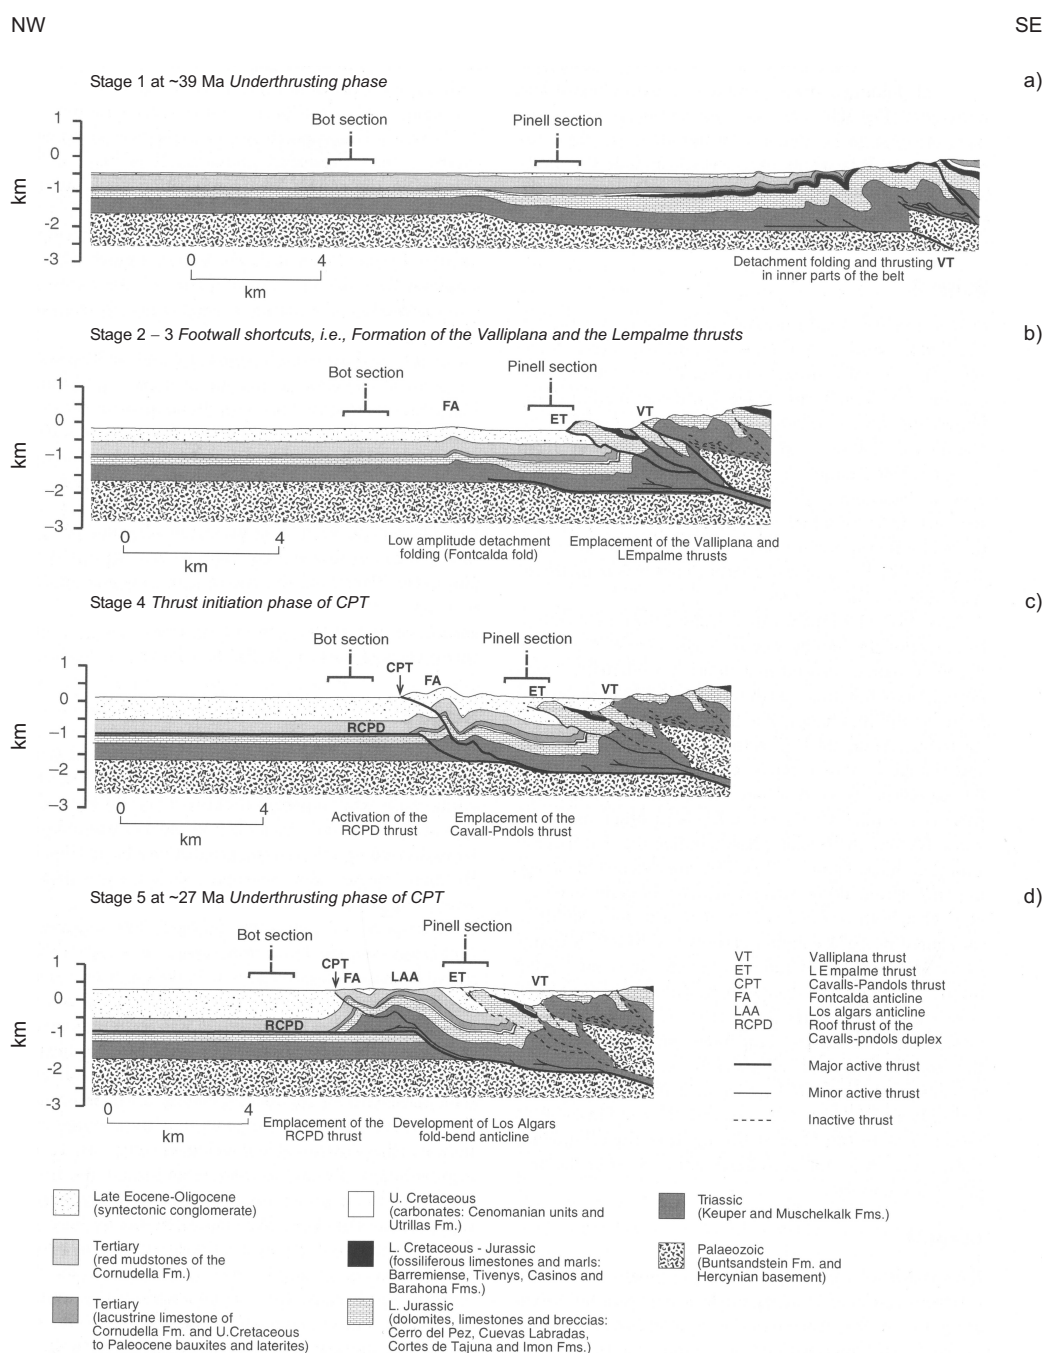 NW
SE
Stage 1 at ~39 Ma Underthrusting phase
a)
Bot section
Pinell section
1
0
-1
-2
-3
km
0
4
km
Detachment folding and thrusting VT
in inner parts of the belt
Stage 2 – 3 Footwall shortcuts, i.e., Formation of the Valliplana and the Lempalme thrusts
b)
Bot section
Pinell section
FA
ET
VT
1
0
−1
−2
−3
km
0
4
km
Low amplitude detachment
folding (Fontcalda fold)
Emplacement of the Valliplana and
LEmpalme thrusts
Stage 4 Thrust initiation phase of CPT
c)
Bot section
Pinell section
CPT
FA
ET
VT
RCPD
1
0
−1
−2
−3
km
0
4
km
Activation of the
RCPD thrust
Emplacement of the
Cavall-Pndols thrust
Stage 5 at ~27 Ma Underthrusting phase of CPT
d)
Bot section
Pinell section
CPT
FA
LAA
ET
VT
RCPD
1
0
-1
-2
-3
km
0
4
km
Emplacement of the
RCPD thrust
Development of Los Algars
fold-bend anticline
VT Valliplana thrust
ET L Empalme thrust
CPT Cavalls-Pandols thrust
FA Fontcalda anticline
LAA Los algars anticline
RCPD Roof thrust of the
Cavalls-pndols duplex
Major active thrust
Minor active thrust
Inactive thrust
Late Eocene-Oligocene
(syntectonic conglomerate)
Tertiary
(red mudstones of the
Cornudella Fm.)
Tertiary
(lacustrine limestone of
Cornudella Fm. and U.Cretaceous
to Paleocene bauxites and laterites)
U. Cretaceous
(carbonates: Cenomanian units and
Utrillas Fm.)
L. Cretaceous - Jurassic
(fossiliferous limestones and marls:
Barremiense, Tivenys, Casinos and
Barahona Fms.)
L. Jurassic
(dolomites, limestones and breccias:
Cerro del Pez, Cuevas Labradas,
Cortes de Tajuna and Imon Fms.)
Triassic
(Keuper and Muschelkalk Fms.)
Palaeozoic
(Buntsandstein Fm. and
Hercynian basement)